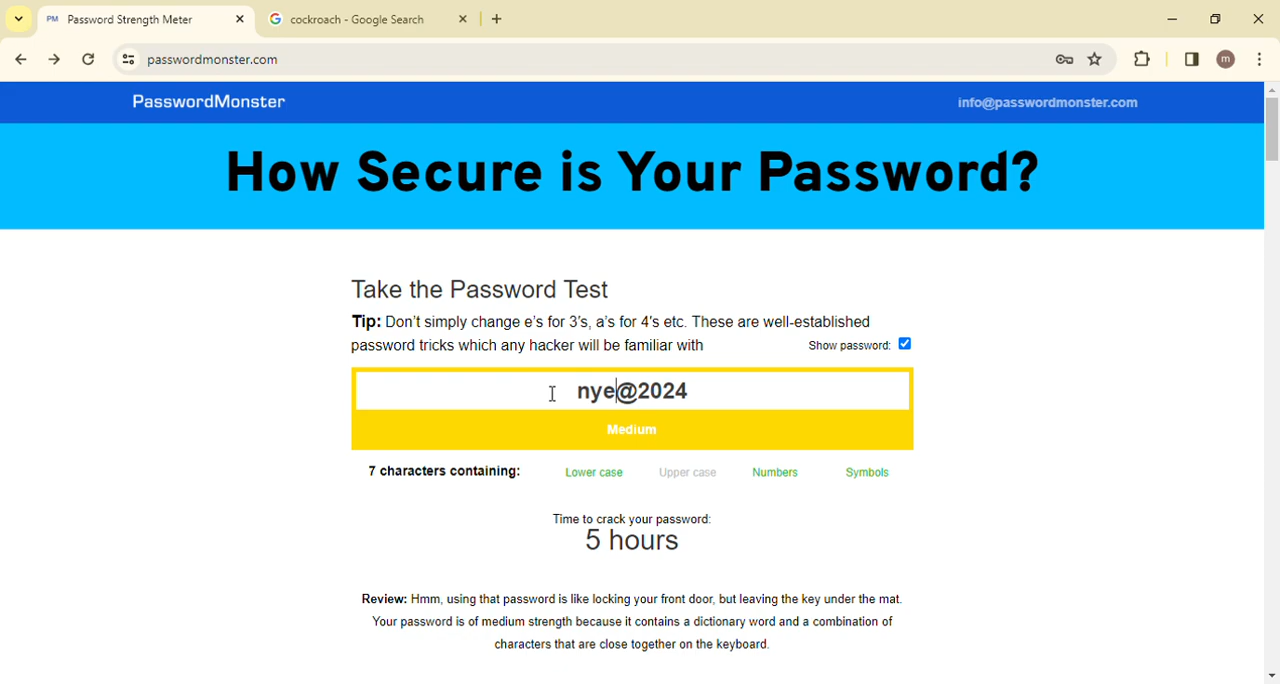 PM Password Strength Meter
G cockroach - Google Search
passwordmonster.com
m
PasswordMonster
info@passwordmonster.com
How Secure is Your Password?
Take the Password Test
Tip: Don't simply change e's for 3's, a's for 4's etc. These are well-established
password tricks which any hacker will be familiar with
Show password:
nye@2024
Medium
7 characters containing: Lower case Upper case Numbers Symbols
Time to crack your password:
5 hours
Review: Hmm, using that password is like locking your front door, but leaving the key under the mat.
Your password is of medium strength because it contains a dictionary word and a combination of
characters that are close together on the keyboard.